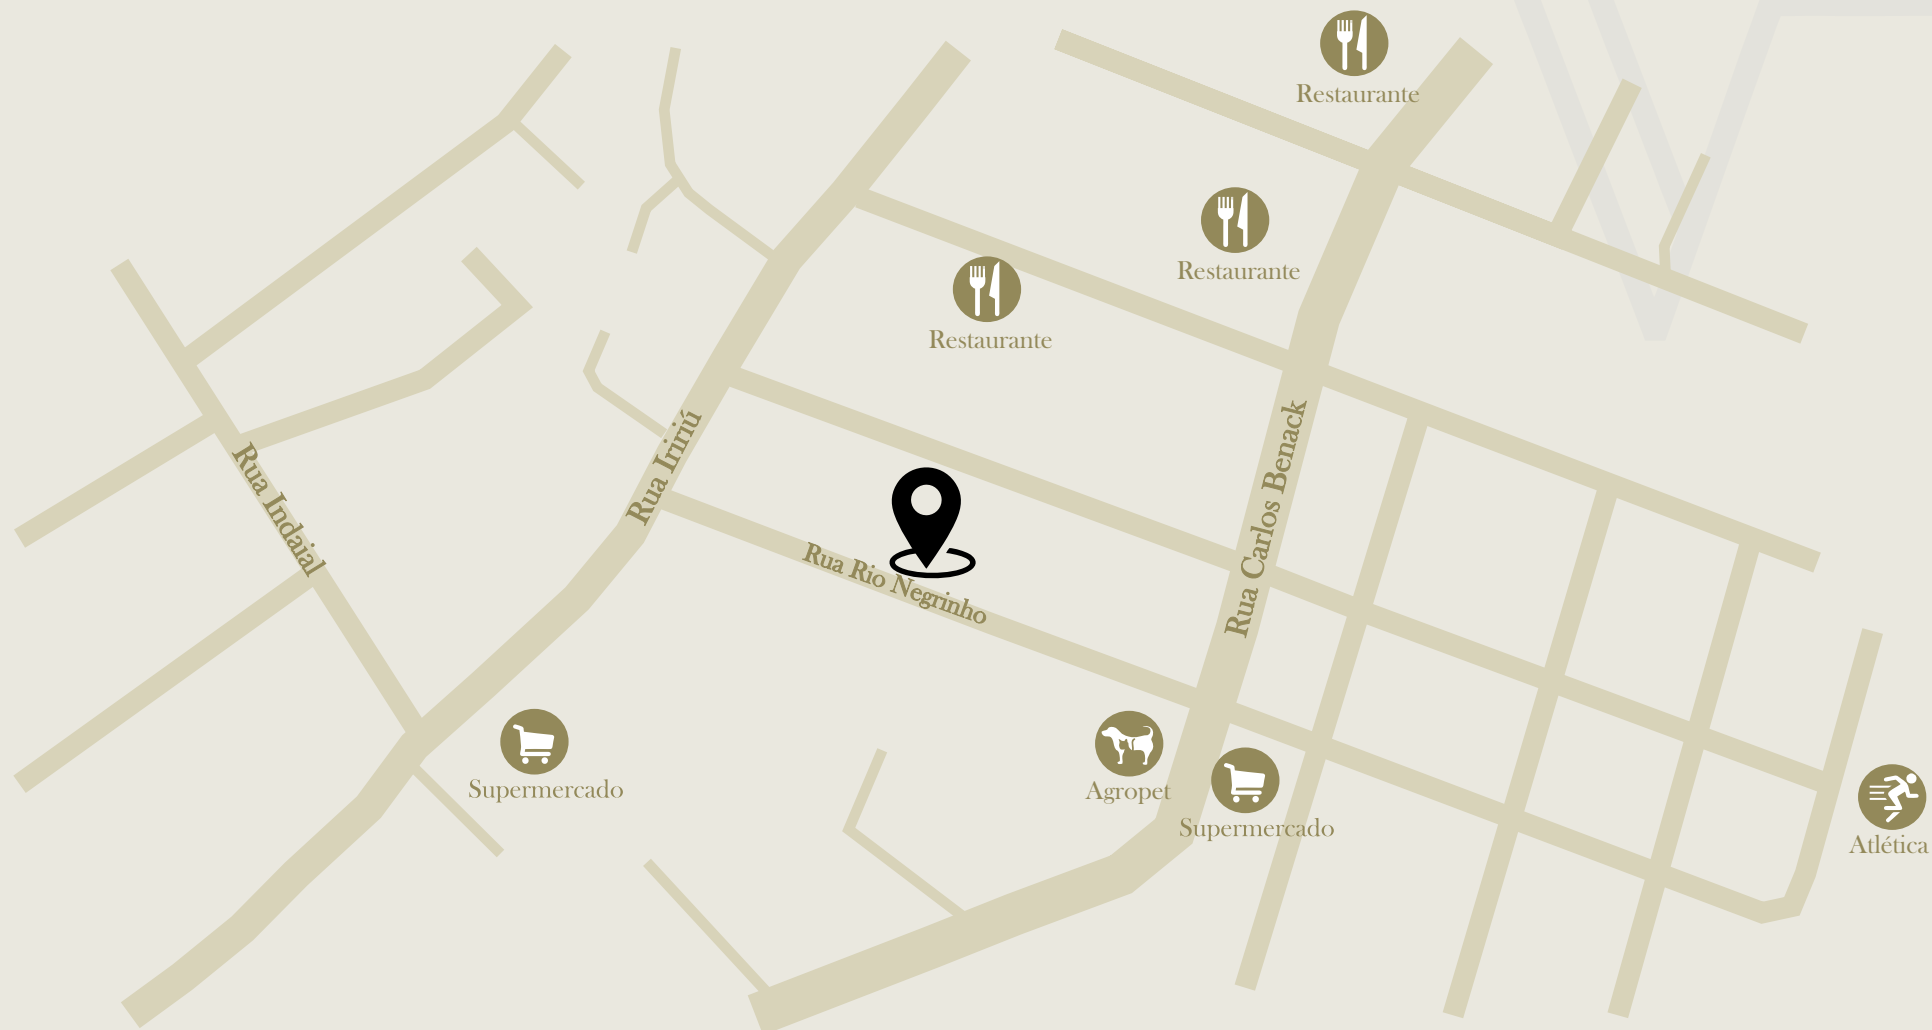 Restaurante
Restaurante
Restaurante
Rua Iririú
Rua Carlos Benack
Rua Indaial
Rua Rio Negrinho
Supermercado
Agropet
Supermercado
Atlética